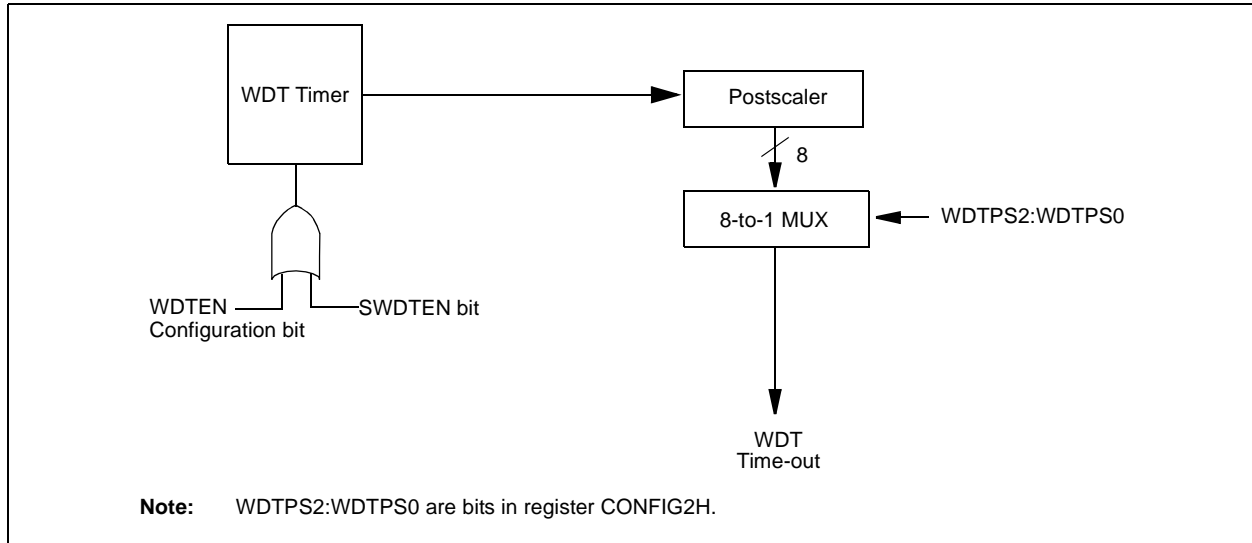 WDT Timer
Postscaler
8
8-to-1 MUX
WDTPS2:WDTPS0
WDTEN
Configuration bit
SWDTEN bit
WDT
Time-out
Note: WDTPS2:WDTPS0 are bits in register CONFIG2H.